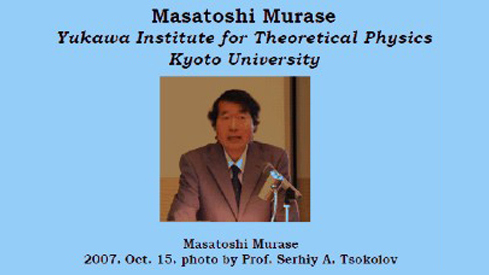 Masatoshi Murase
Yukawa Institute for Theoretical Physics
Kyoto University
Masatoshi Murase
2007. Oct. 15. photo by Prof. Serhiy A. Tsokolov